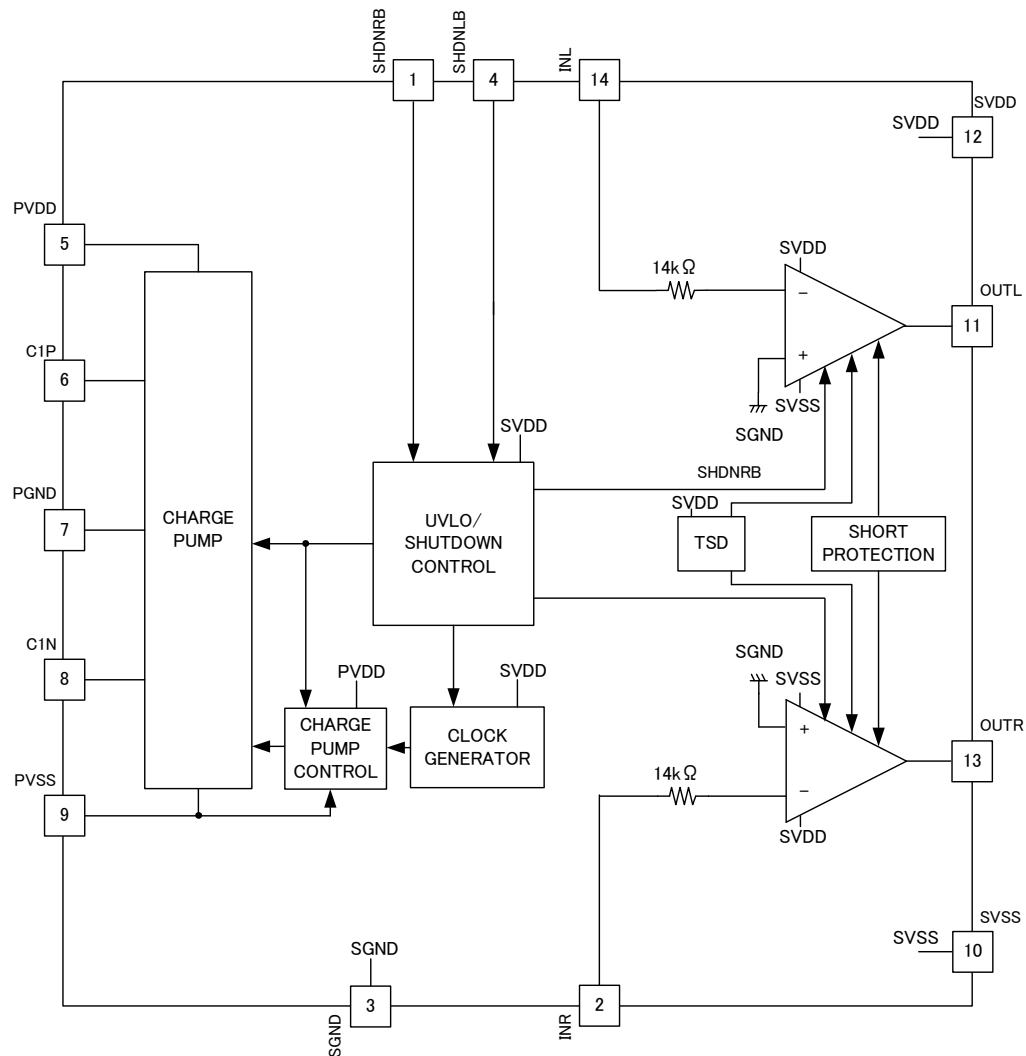 SHDNRB
1
SHDNLB
4
INL
14
SVDD
SVDD
12
PVDD
5
14kΩ
SVDD
−
+
SVSS
SGND
OUTL
11
C1P
6
SVDD
SHDNRB
PGND
7
CHARGE
PUMP
UVLO/
SHUTDOWN
CONTROL
SVDD
TSD
SHORT
PROTECTION
C1N
8
PVDD
SVDD
CHARGE
PUMP
CONTROL
CLOCK
GENERATOR
SGND
SVSS
+
−
SVDD
14kΩ
OUTR
13
PVSS
9
SVSS
SVSS
10
SGND
SGND
3
INR
2